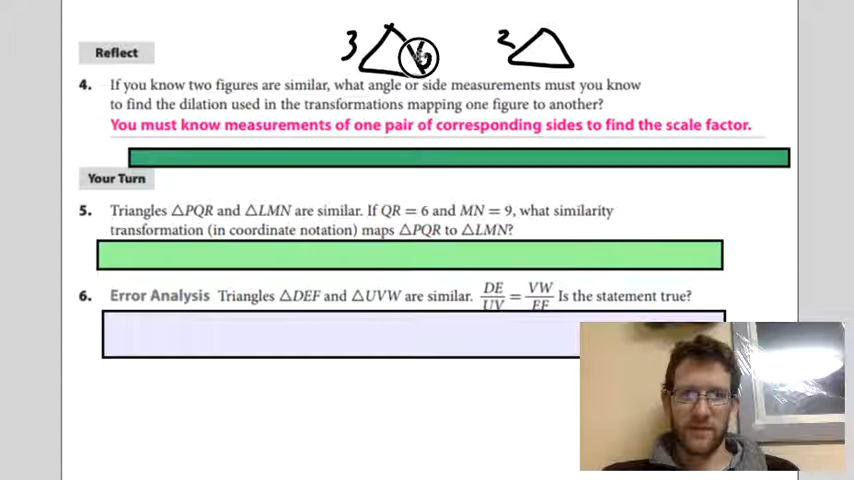 3 2
Reflect
4. If you know two figures are similar, what angle or side measurements must you know
to find the dilation used in the transformations mapping one figure to another?
You must know measurements of one pair of corresponding sides to find the scale factor.
Your Turn
5. Triangles △PQR and △LMN are similar. If QR = 6 and MN = 9, what similarity
transformation (in coordinate notation) maps △PQR to △LMN?
6. Error Analysis Triangles △DEF and △UVW are similar. DE/UV = VW/EF Is the statement true?